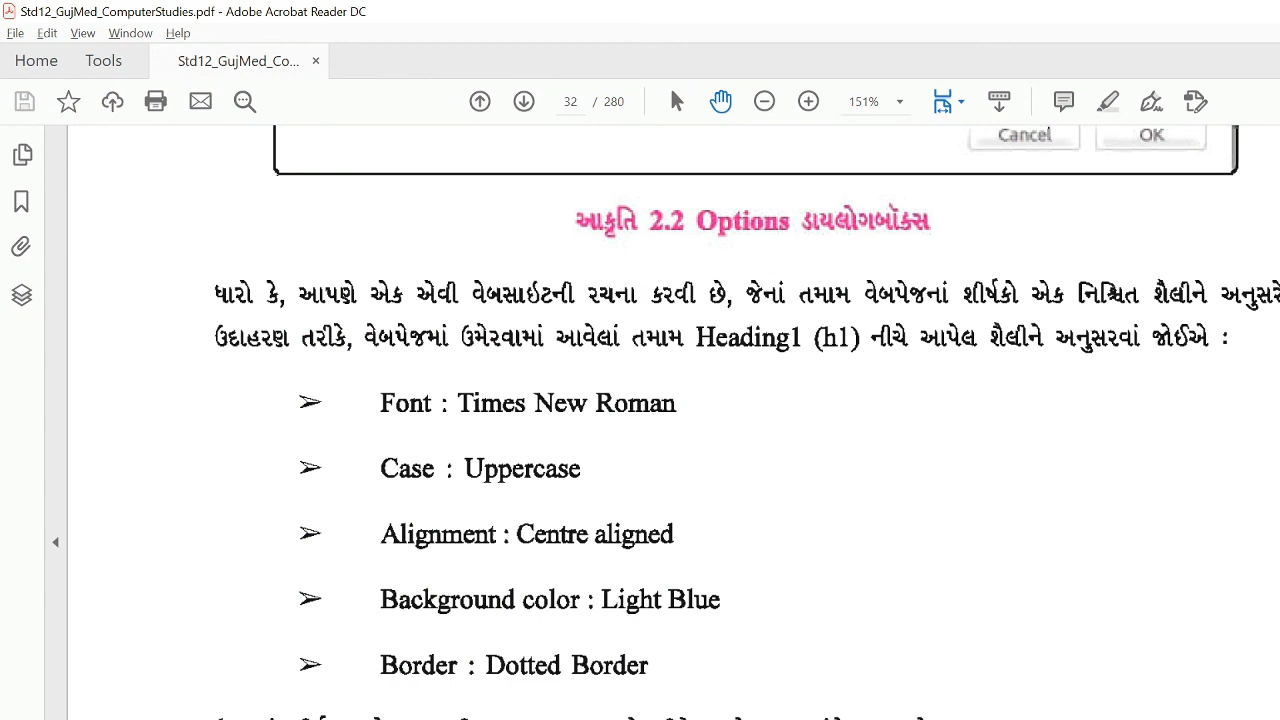 Std12_GujMed_ComputerStudies.pdf - Adobe Acrobat Reader DC
File Edit View Window Help
Home Tools Std12_GujMed_Co... ×
32 / 280 151%
Cancel OK
આકૃતિ 2.2 Options ડાયલોગબૉક્સ
ધારો કે, આપણે એક એવી વેબસાઇટની રચના કરવી છે, જેનાં તમામ વેબપેજનાં શીર્ષકો એક નિશ્ચિત શૈલીને
ઉદાહરણ તરીકે, વેબપેજમાં ઉમેરવામાં આવેલાં તમામ Heading1 (h1) નીચે આપેલ શૈલીને અનુસરવાં જોઈએ :
➢ Font : Times New Roman
➢ Case : Uppercase
➢ Alignment : Centre aligned
➢ Background color : Light Blue
➢ Border : Dotted Border